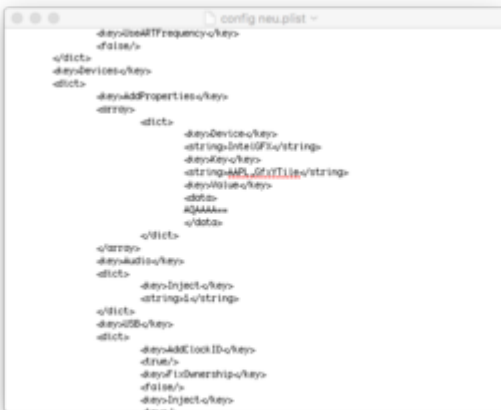 config neu.plist
<key>UseARTFrequency</key>
<false/>
</dict>
<key>Devices</key>
<dict>
<key>AddProperties</key>
<array>
<dict>
<key>Device</key>
<string>IntelGFX</string>
<key>Key</key>
<string>AAPL,GfxYTile</string>
<key>Value</key>
<data>
AQAAAA==
</data>
</dict>
</array>
<key>Audio</key>
<dict>
<key>Inject</key>
<string>1</string>
</dict>
<key>USB</key>
<dict>
<key>AddClockID</key>
<true/>
<key>FixOwnership</key>
<false/>
<key>Inject</key>
<true/>